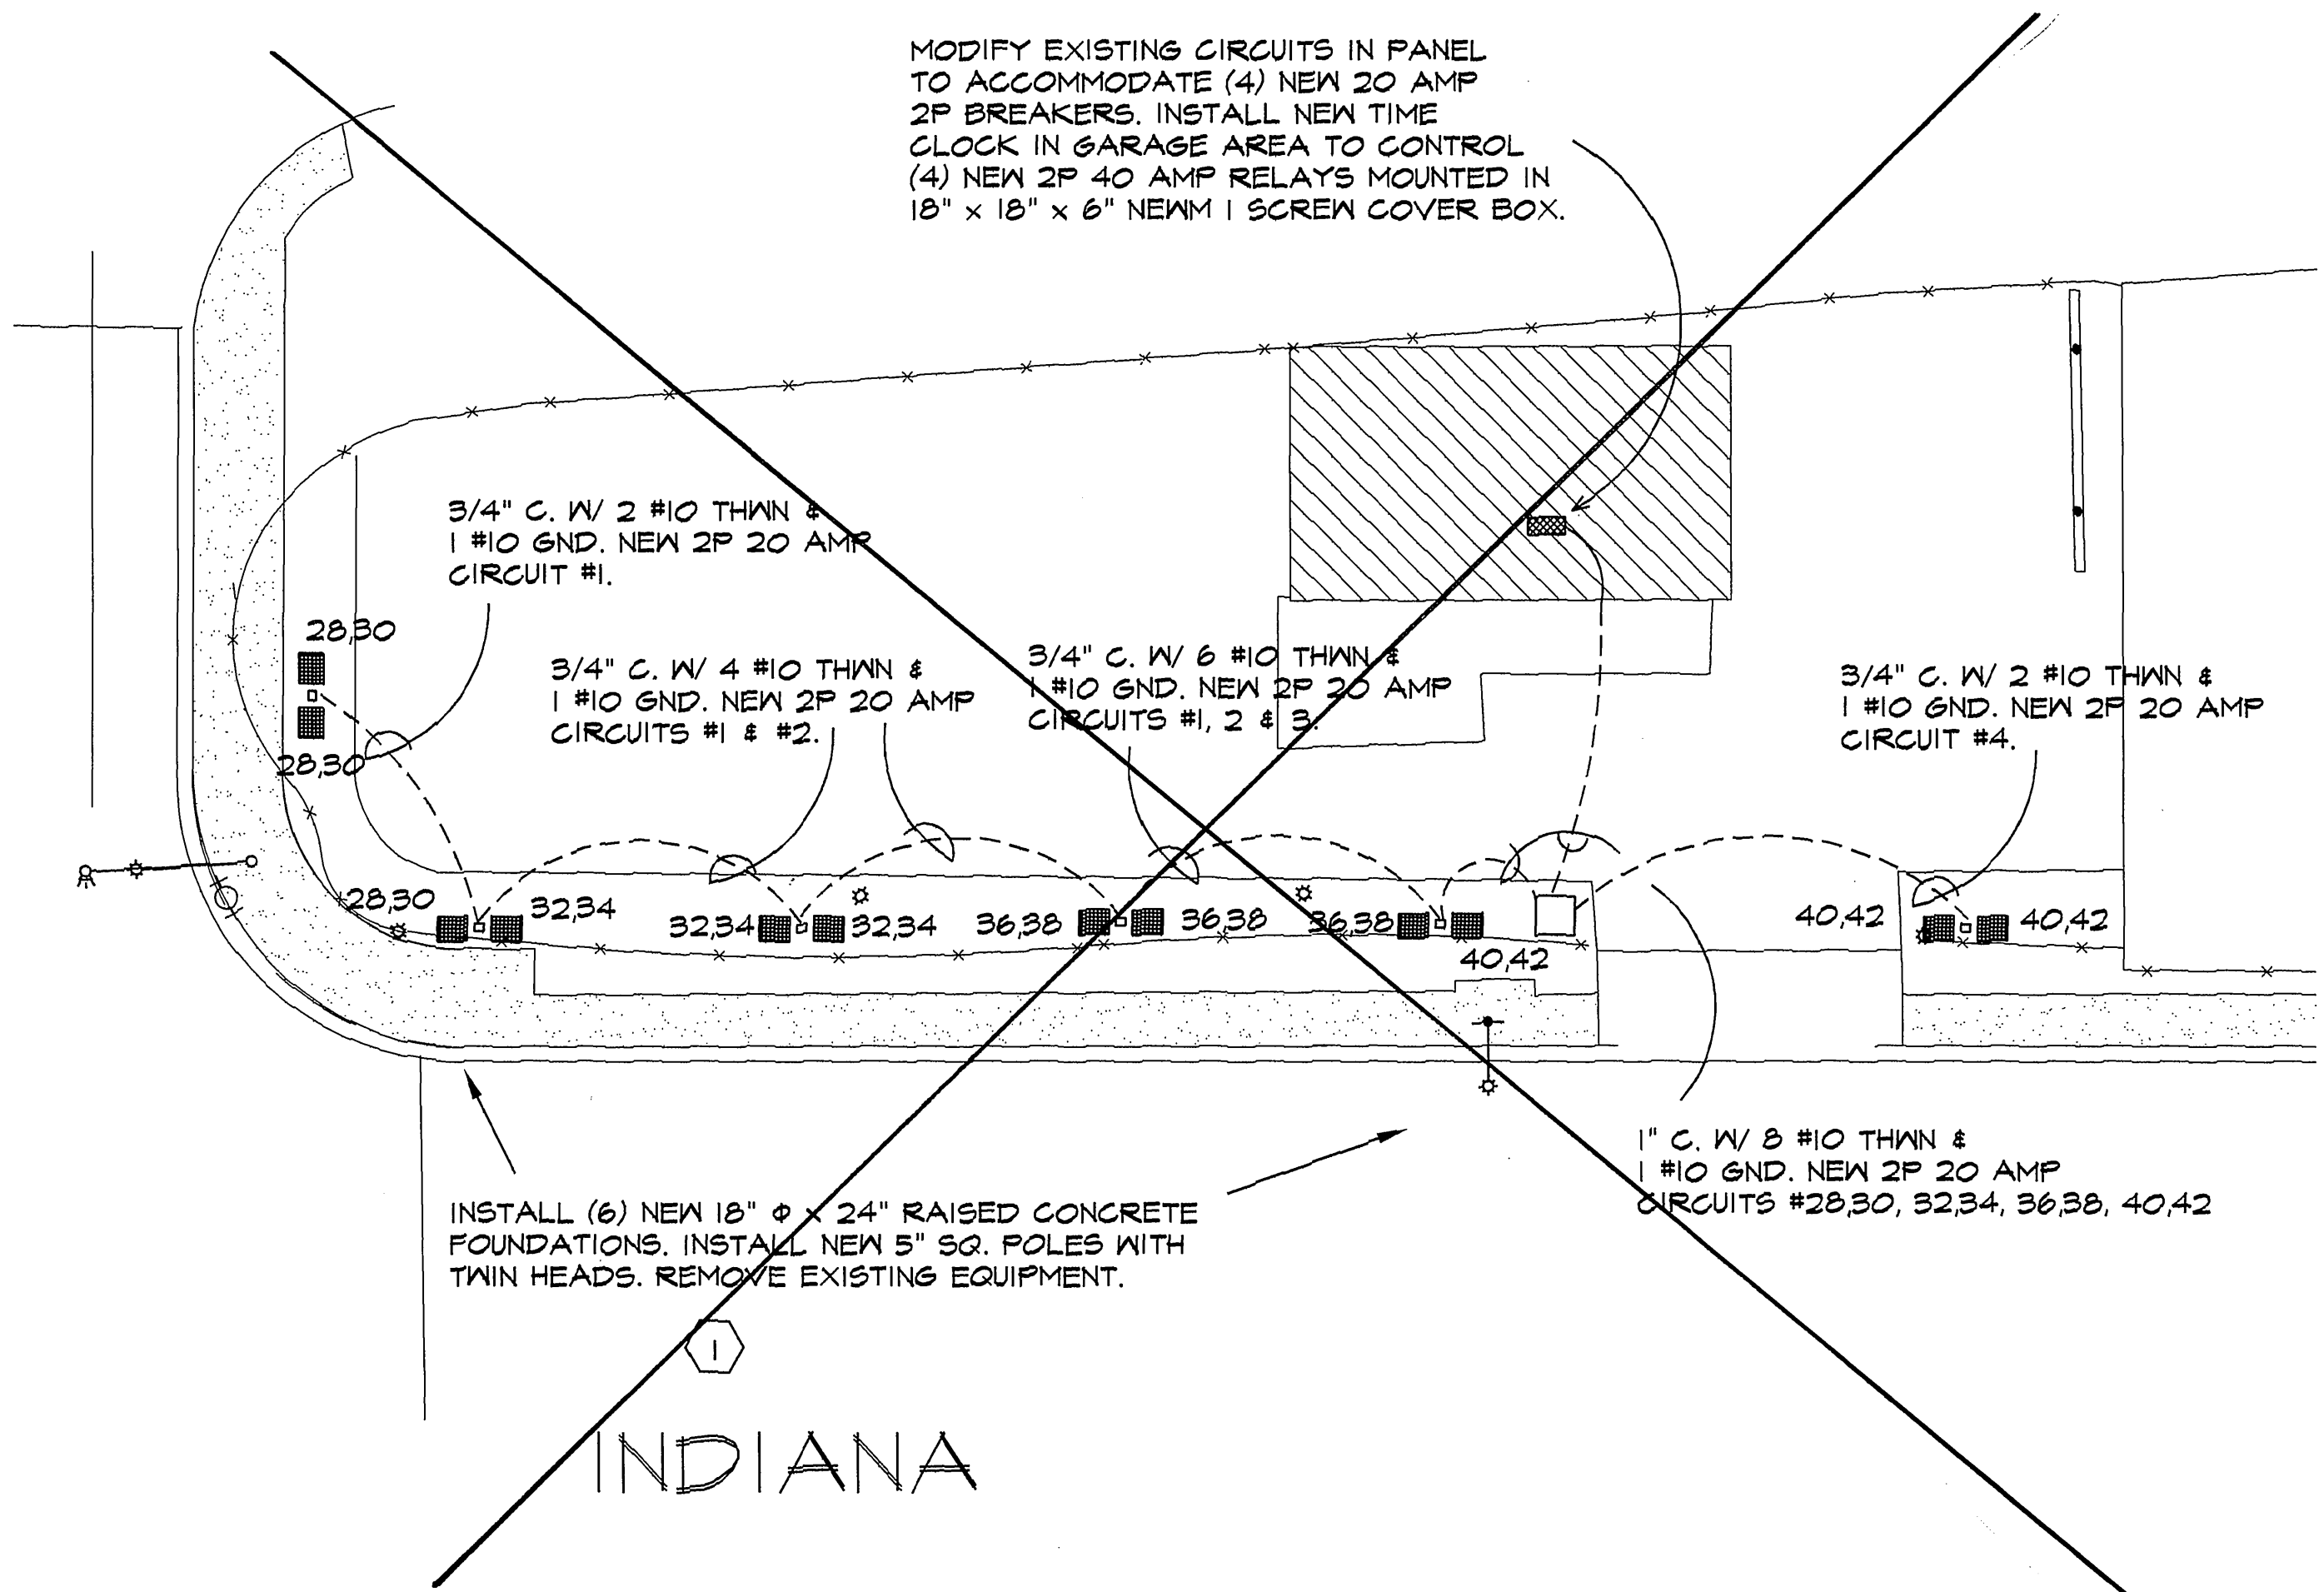 MODIFY EXISTING CIRCUITS IN PANEL
TO ACCOMMODATE (4) NEW 20 AMP
2P BREAKERS. INSTALL NEW TIME
CLOCK IN GARAGE AREA TO CONTROL
(4) NEW 2P 40 AMP RELAYS MOUNTED IN
18" x 18" x 6" NEWM 1 SCREW COVER BOX.
3/4" C. W/ 2 #10 THWN &
1 #10 GND. NEW 2P 20 AMP
CIRCUIT #1.
28,30
28,30
3/4" C. W/ 4 #10 THWN &
1 #10 GND. NEW 2P 20 AMP
CIRCUITS #1 & #2.
3/4" C. W/ 6 #10 THWN &
1 #10 GND. NEW 2P 20 AMP
CIRCUITS #1, 2 & 3.
3/4" C. W/ 2 #10 THWN &
1 #10 GND. NEW 2P 20 AMP
CIRCUIT #4.
28,30
32,34
32,34
32,34
36,38
36,38
36,38
40,42
40,42
40,42
1" C. W/ 8 #10 THWN &
1 #10 GND. NEW 2P 20 AMP
CIRCUITS #28,30, 32,34, 36,38, 40,42
INSTALL (6) NEW 18" Φ x 24" RAISED CONCRETE
FOUNDATIONS. INSTALL NEW 5" SQ. POLES WITH
TWIN HEADS. REMOVE EXISTING EQUIPMENT.
1
INDIANA